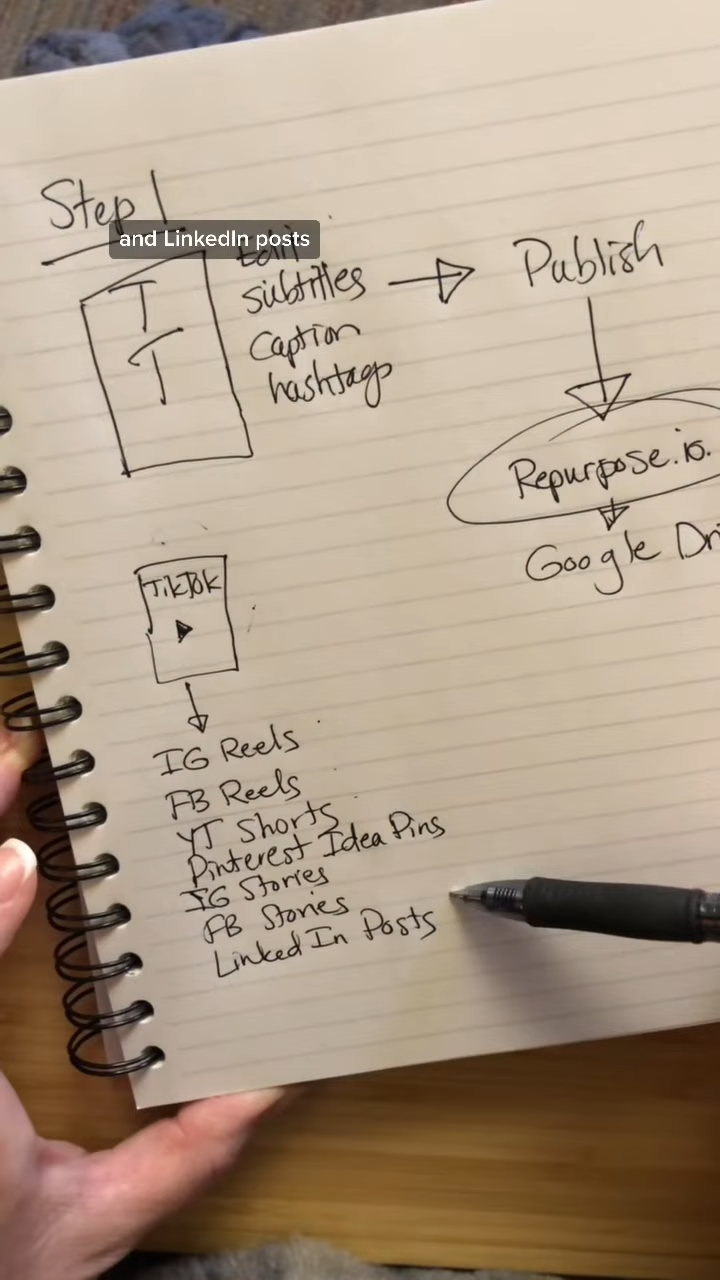 Step 1
and LinkedIn posts
Edit
subtitles
Caption
hashtags
Publish
T
T
Repurpose.io.
Google Dri
TikTok
IG Reels
FB Reels
YT Shorts
Pinterest Idea Pins
IG Stories
FB Stories
Linked In Posts